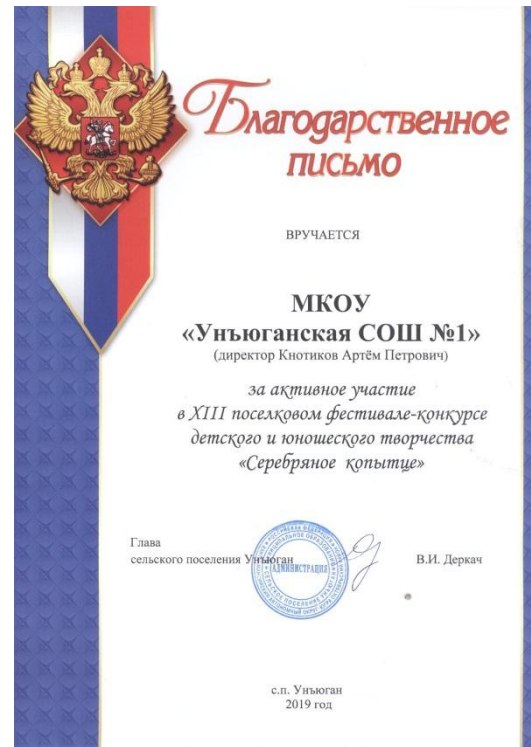 Благодарственное
письмо
ВРУЧАЕТСЯ
МКОУ
«Унъюганская СОШ №1»
(директор Кнотиков Артём Петрович)
за активное участие
в XIII поселковом фестивале-конкурсе
детского и юношеского творчества
«Серебряное копытце»
Глава
сельского поселения Унъюган
В.И. Деркач
АДМИНИСТРАЦИЯ
с.п. Унъюган
2019 год